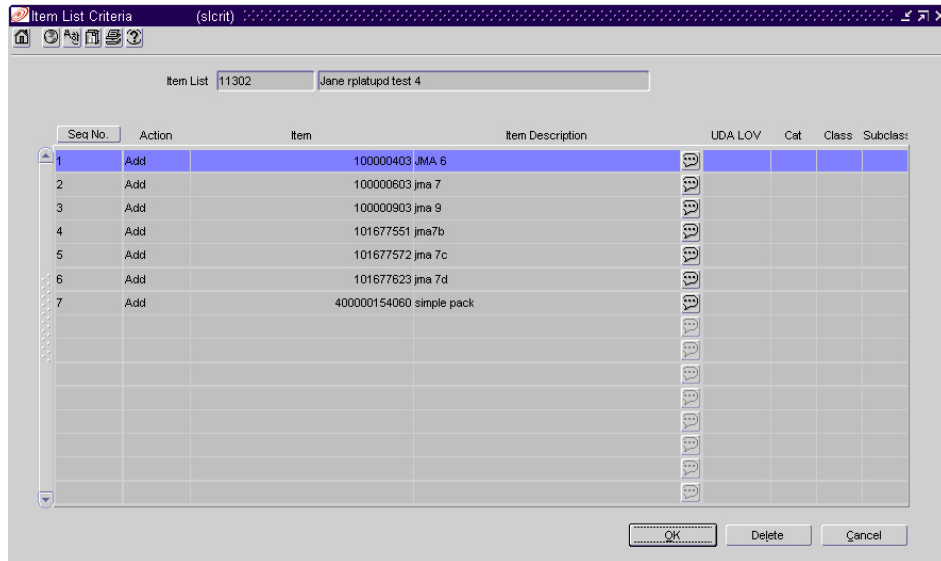 Item List Criteria (slcrit)
Item List 11302 Jane rplatupd test 4
Seq No. Action Item Item Description UDA LOV Cat Class Subclass
1 Add 100000403 JMA 6
2 Add 100000603 jma 7
3 Add 100000903 jma 9
4 Add 101677551 jma7b
5 Add 101677572 jma 7c
6 Add 101677623 jma 7d
7 Add 400000154060 simple pack
OK Delete Cancel